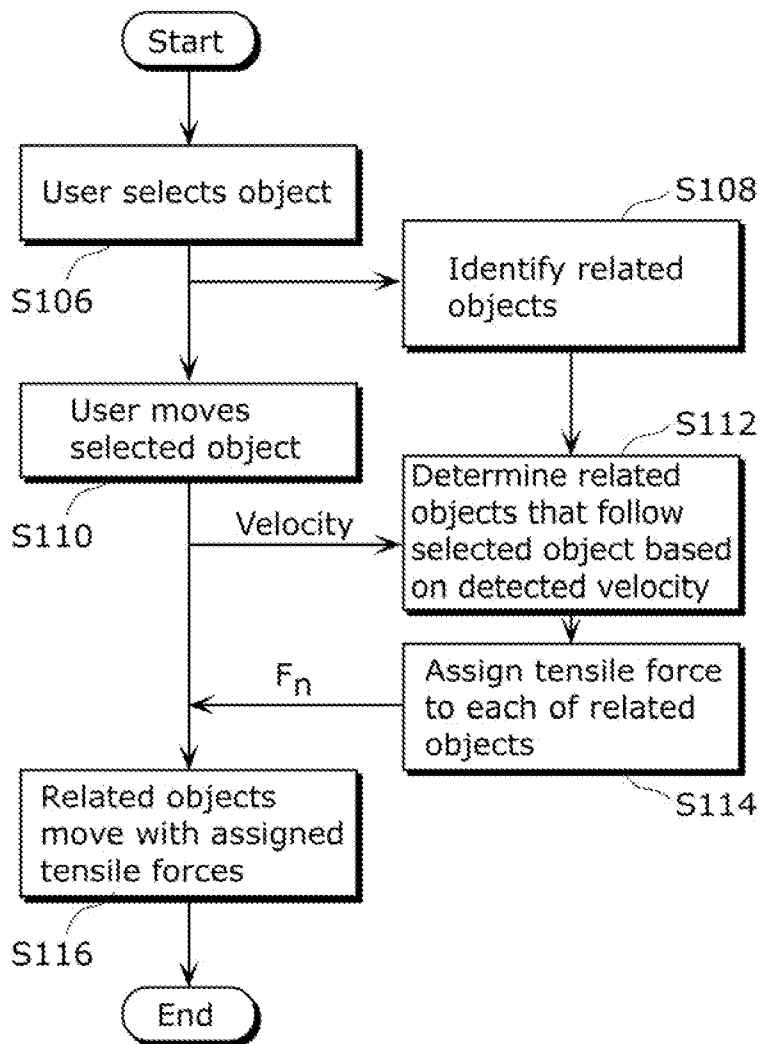 Start
User selects object
S106
S108
Identify related
objects
User moves
selected object
S110
Velocity
S112
Determine related
objects that follow
selected object based
on detected velocity
Fn
Assign tensile force
to each of related
objects
S114
Related objects
move with assigned
tensile forces
S116
End